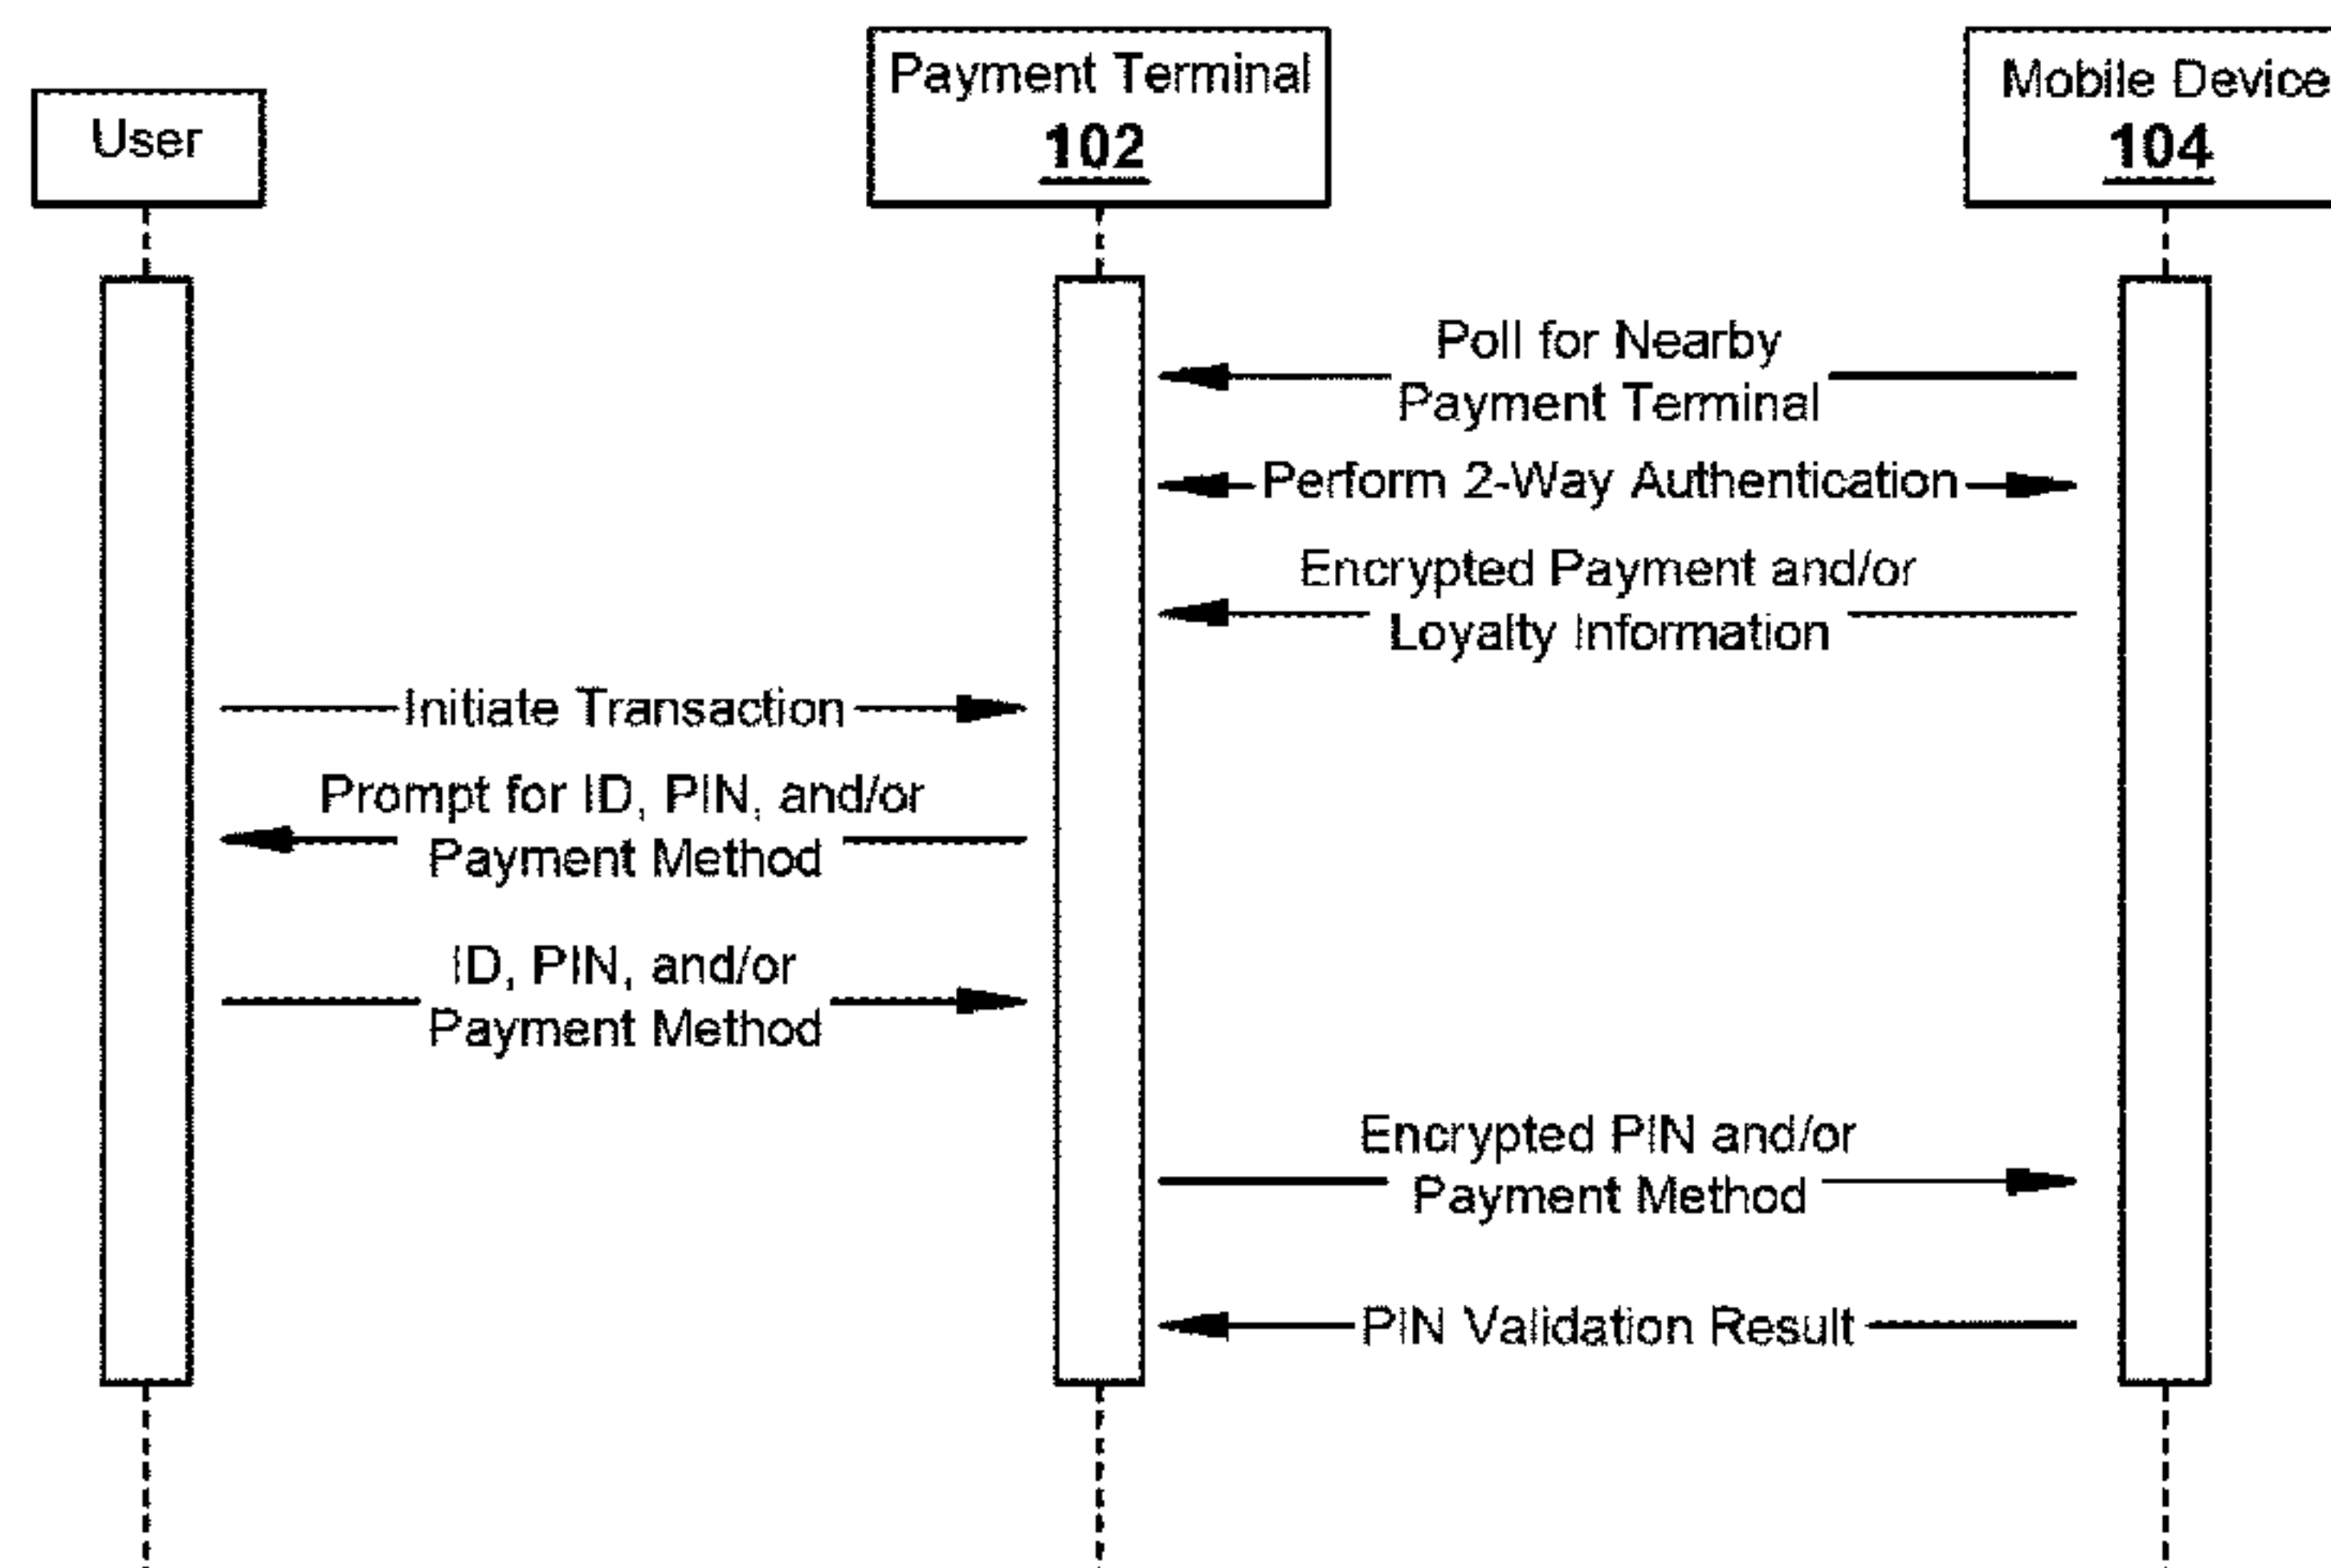 User
Payment Terminal
102
Mobile Device
104
Poll for Nearby
Payment Terminal
Perform 2-Way Authentication
Encrypted Payment and/or
Loyalty Information
Initiate Transaction
Prompt for ID, PIN, and/or
Payment Method
ID, PIN, and/or
Payment Method
Encrypted PIN and/or
Payment Method
PIN Validation Result